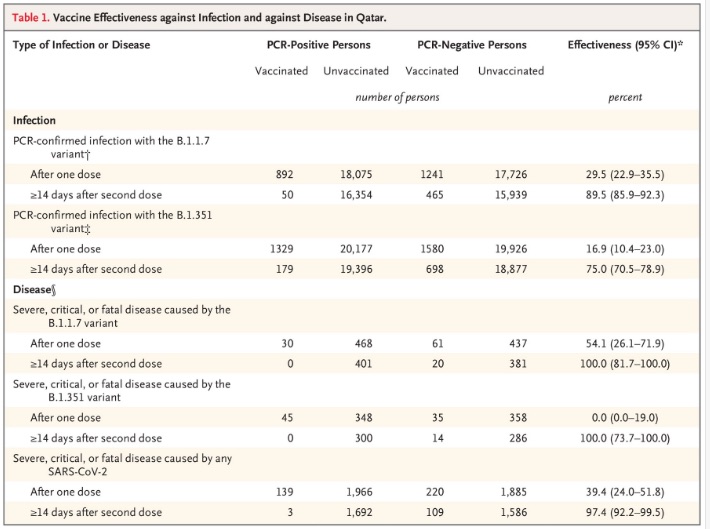 Table 1. Vaccine Effectiveness against Infection and against Disease in Qatar.
Type of Infection or Disease PCR-Positive Persons PCR-Negative Persons Effectiveness (95% CI)*
Vaccinated Unvaccinated Vaccinated Unvaccinated
number of persons percent
Infection
PCR-confirmed infection with the B.1.1.7
variant†
After one dose 892 18,075 1241 17,726 29.5 (22.9–35.5)
≥14 days after second dose 50 16,354 465 15,939 89.5 (85.9–92.3)
PCR-confirmed infection with the B.1.351
variant‡
After one dose 1329 20,177 1580 19,926 16.9 (10.4–23.0)
≥14 days after second dose 179 19,396 698 18,877 75.0 (70.5–78.9)
Disease§
Severe, critical, or fatal disease caused by the
B.1.1.7 variant
After one dose 30 468 61 437 54.1 (26.1–71.9)
≥14 days after second dose 0 401 20 381 100.0 (81.7–100.0)
Severe, critical, or fatal disease caused by the
B.1.351 variant
After one dose 45 348 35 358 0.0 (0.0–19.0)
≥14 days after second dose 0 300 14 286 100.0 (73.7–100.0)
Severe, critical, or fatal disease caused by any
SARS-CoV-2
After one dose 139 1,966 220 1,885 39.4 (24.0–51.8)
≥14 days after second dose 3 1,692 109 1,586 97.4 (92.2–99.5)